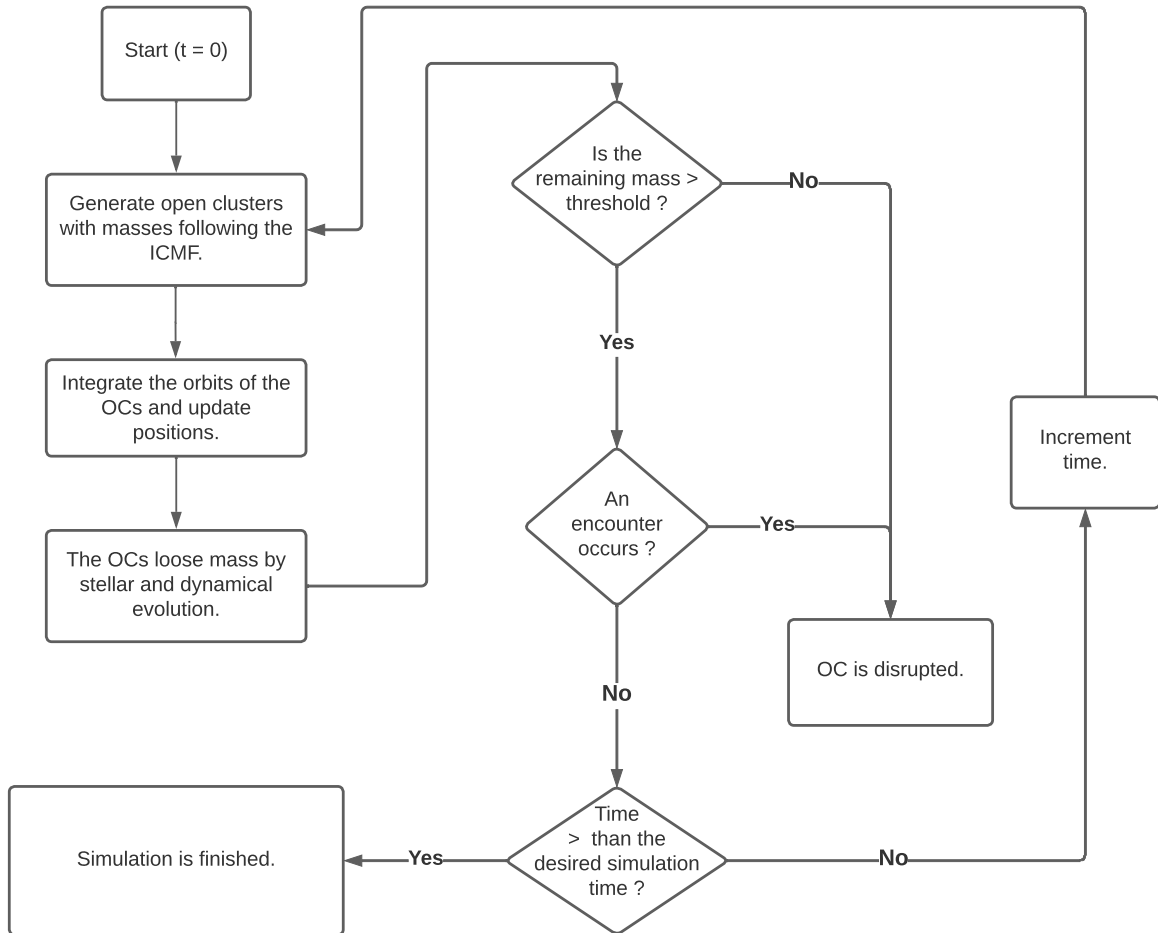 Start (t = 0)
Generate open clusters
with masses following the
ICMF.
Integrate the orbits of the
OCs and update
positions.
The OCs loose mass by
stellar and dynamical
evolution.
Is the
remaining mass >
threshold ?
No
Yes
An
encounter
occurs ?
Yes
No
OC is disrupted.
Time
> than the
desired simulation
time ?
Yes
No
Simulation is finished.
Increment
time.